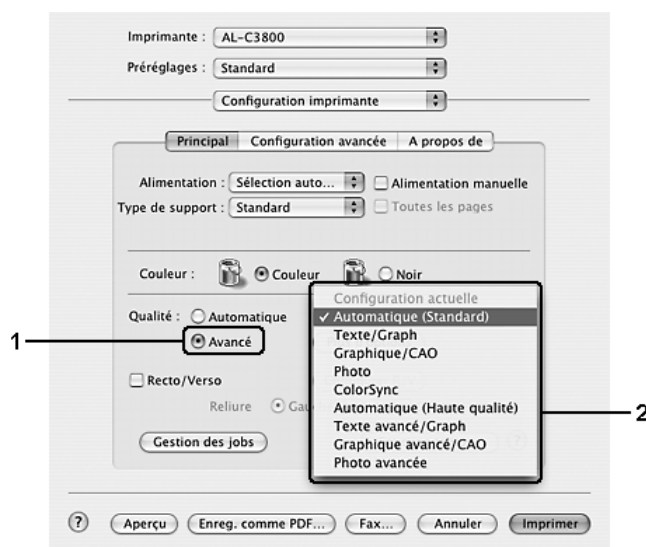 Imprimante : AL-C3800
Préréglages : Standard
Configuration imprimante
Principal Configuration avancée A propos de
Alimentation : Sélection auto... Alimentation manuelle
Type de support : Standard Toutes les pages
Couleur : Couleur Noir
Qualité : Automatique
1
Avancé
Recto/Verso
Reliure
Gestion des jobs
Configuration actuelle
✓ Automatique (Standard)
Texte/Graph
Graphique/CAO
Photo
ColorSync
Automatique (Haute qualité)
Texte avancé/Graph
Graphique avancé/CAO
Photo avancée
2
?
Aperçu Enreg. comme PDF... Fax... Annuler Imprimer